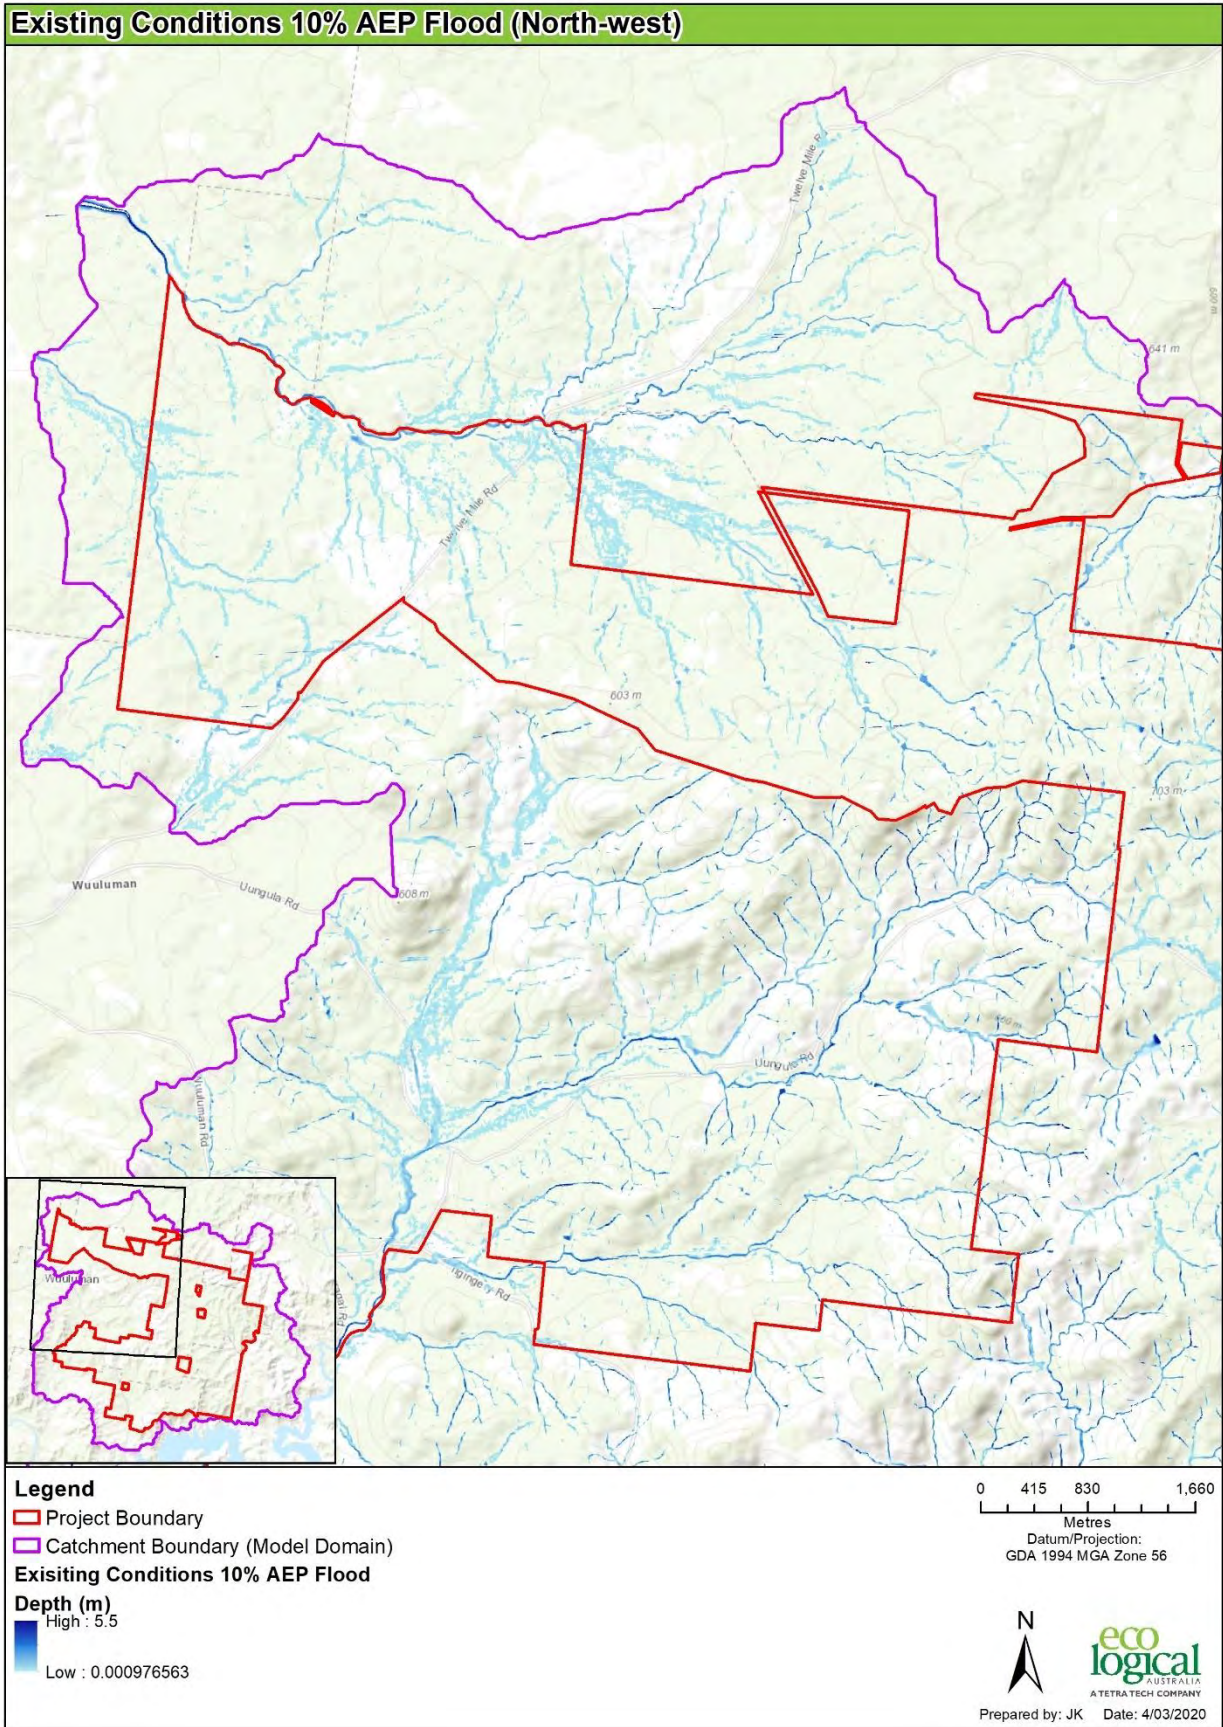 Existing Conditions 10% AEP Flood (North-west)
Twelve Mile R
600 m
641 m
Twelve Mile Rd
603 m
703 m
Wuuluman
Uungula Rd
608 m
Uungula Rd
Wuuluman Rd
Wuuluman
Legend
Project Boundary
Catchment Boundary (Model Domain)
Exisiting Conditions 10% AEP Flood
Depth (m)
High : 5.5
Low : 0.000976563
0 415 830 1,660
Metres
Datum/Projection:
GDA 1994 MGA Zone 56
N
eco
logical
AUSTRALIA
A TETRA TECH COMPANY
Prepared by: JK Date: 4/03/2020